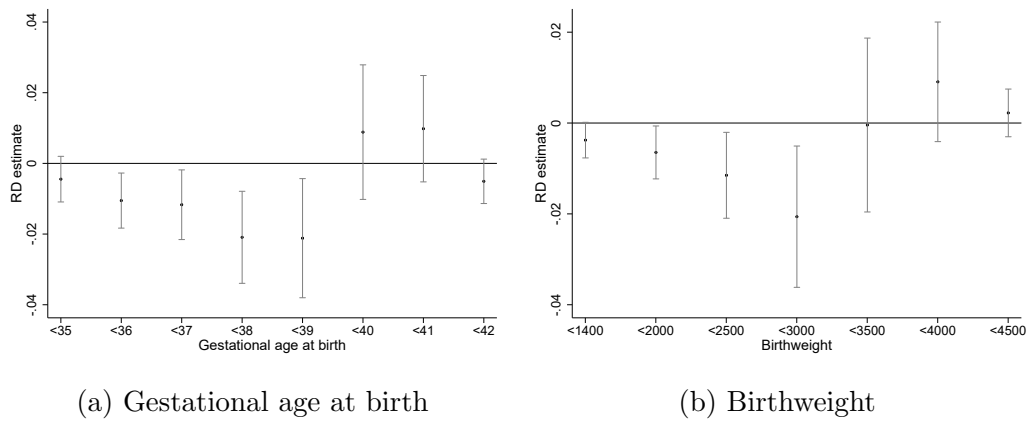 .04
.02
0
-.02
-.04
RD estimate
<35 <36 <37 <38 <39 <40 <41 <42
Gestational age at birth
(a) Gestational age at birth
.02
0
-.02
-.04
RD estimate
<1400 <2000 <2500 <3000 <3500 <4000 <4500
Birthweight
(b) Birthweight